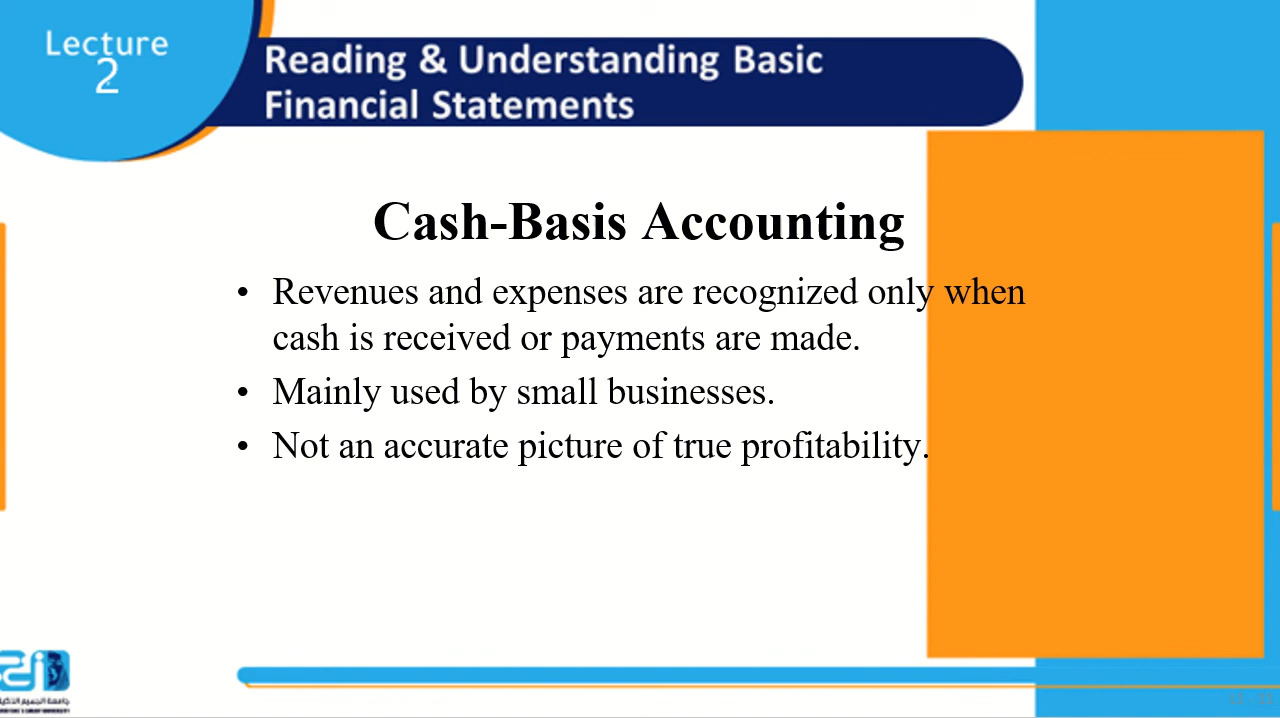 Lecture
2
Reading & Understanding Basic
Financial Statements
Cash-Basis Accounting
• Revenues and expenses are recognized only when
cash is received or payments are made.
• Mainly used by small businesses.
• Not an accurate picture of true profitability.